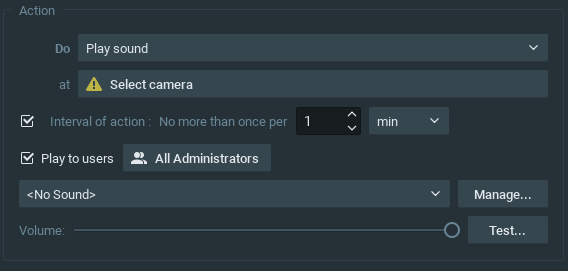 Action
Do Play sound
at Select camera
Interval of action : No more than once per 1 min
Play to users All Administrators
<No Sound> Manage...
Volume: Test...